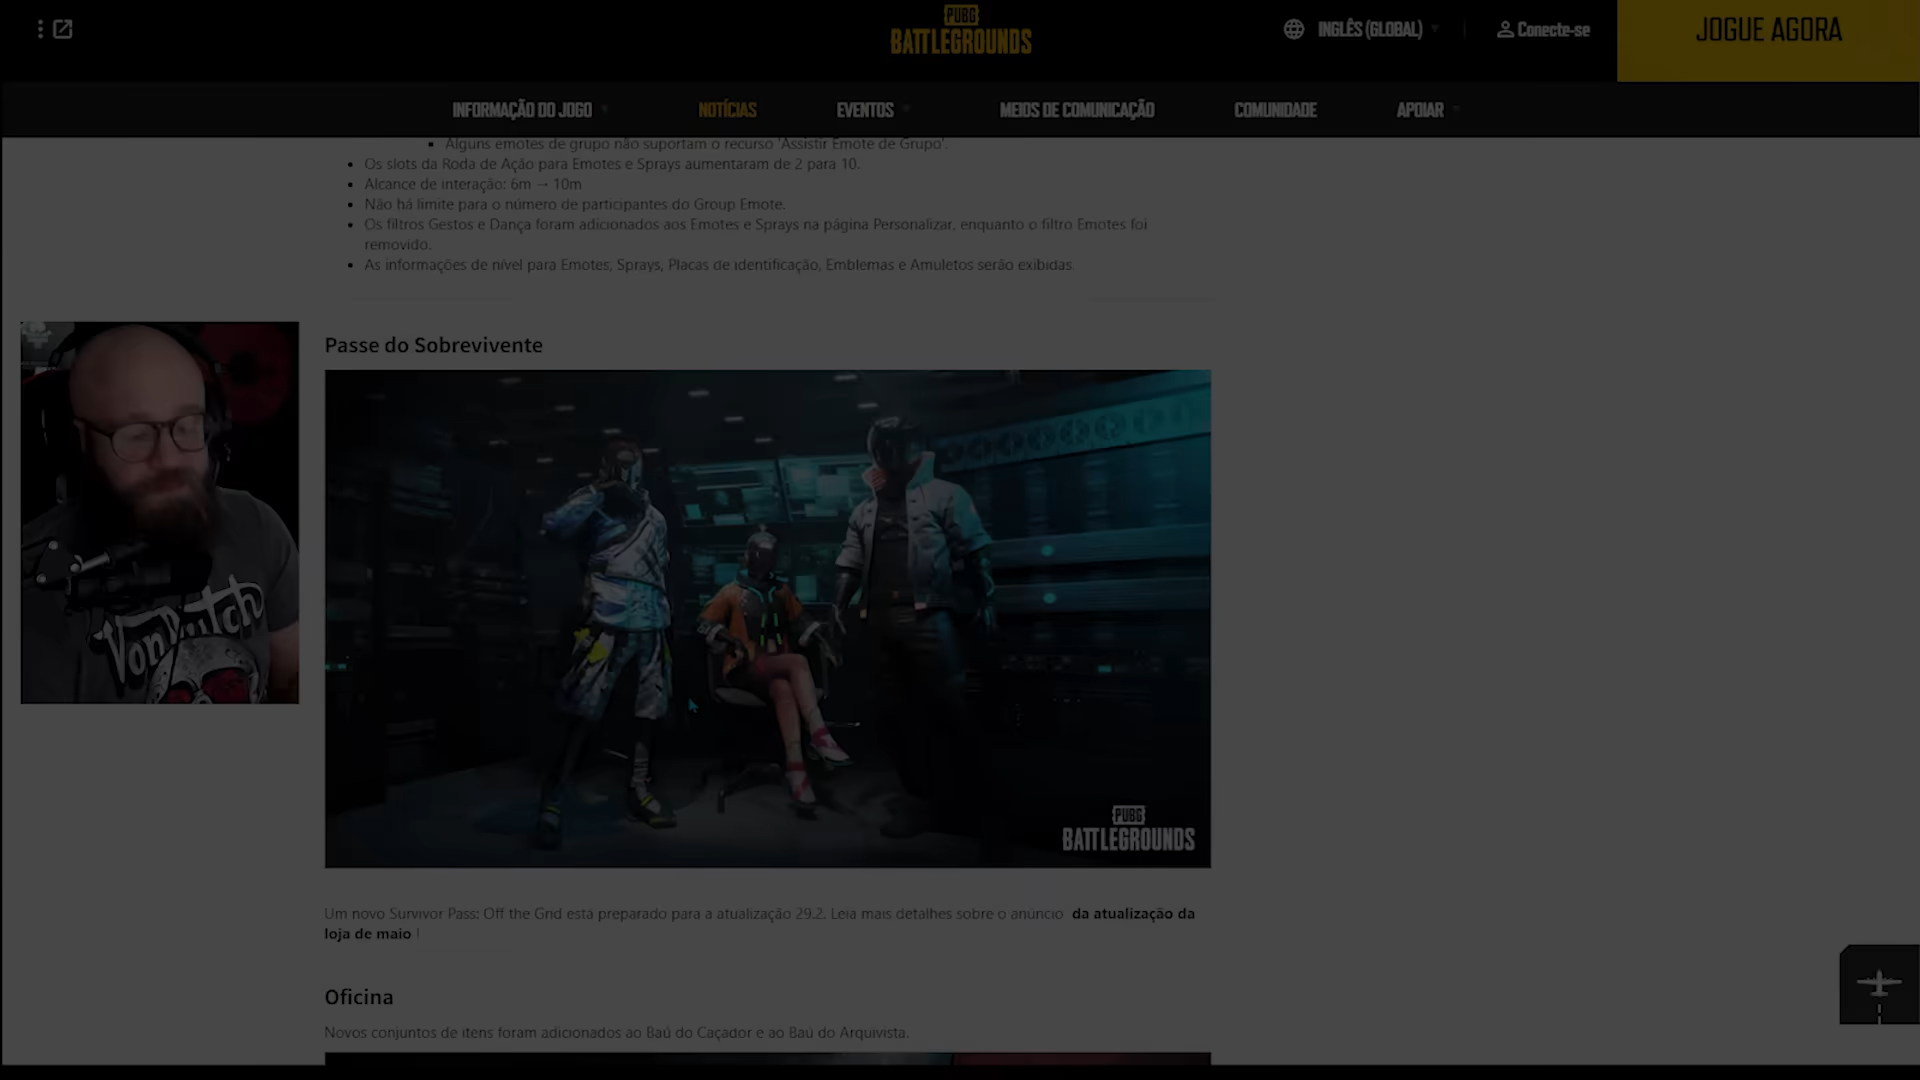 PUBG
BATTLEGROUNDS
INGLÊS (GLOBAL)
Conecte-se
JOGUE AGORA
INFORMAÇÃO DO JOGO
NOTÍCIAS
EVENTOS
MEIOS DE COMUNICAÇÃO
COMUNIDADE
APOIAR
Alguns emotes de grupo não suportam o recurso 'Assistir Emote de Grupo'.
Os slots da Roda de Ação para Emotes e Sprays aumentaram de 2 para 10.
Alcance de interação: 6m → 10m
Não há limite para o número de participantes do Group Emote.
Os filtros Gestos e Dança foram adicionados aos Emotes e Sprays na página Personalizar, enquanto o filtro Emotes foi
removido.
As informações de nível para Emotes, Sprays, Placas de identificação, Emblemas e Amuletos serão exibidas.
Passe do Sobrevivente
Von Dutch
PUBG
BATTLEGROUNDS
Um novo Survivor Pass: Off the Grid está preparado para a atualização 29.2. Leia mais detalhes sobre o anúncio da atualização da
loja de maio !
Oficina
Novos conjuntos de itens foram adicionados ao Baú do Caçador e ao Baú do Arquivista.